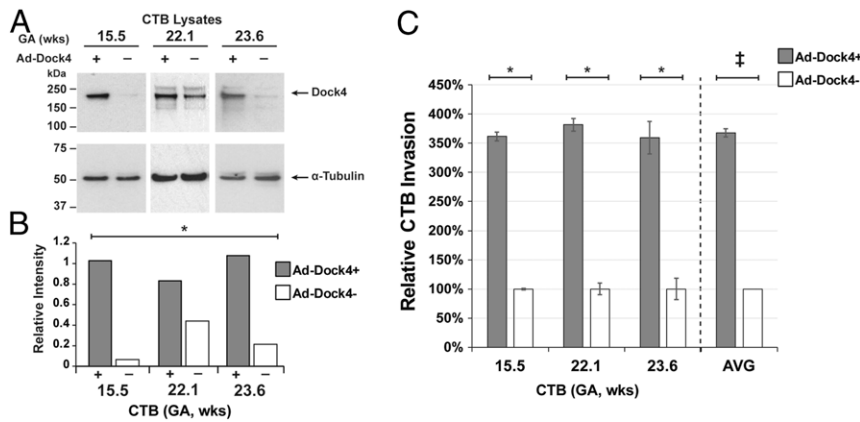 A
CTB Lysates
GA (wks) 15.5 22.1 23.6
Ad-Dock4 + – + – + –
kDa
250
150
100
Dock4
75
50
37
α-Tubulin
B
*
Relative Intensity
1.2
1
0.8
0.6
0.4
0.2
0
Ad-Dock4+
Ad-Dock4-
+ – + – + –
15.5 22.1 23.6
CTB (GA, wks)
C
Ad-Dock4+
Ad-Dock4-
* * * ‡
Relative CTB Invasion
450%
400%
350%
300%
250%
200%
150%
100%
50%
0%
15.5 22.1 23.6 AVG
CTB (GA, wks)